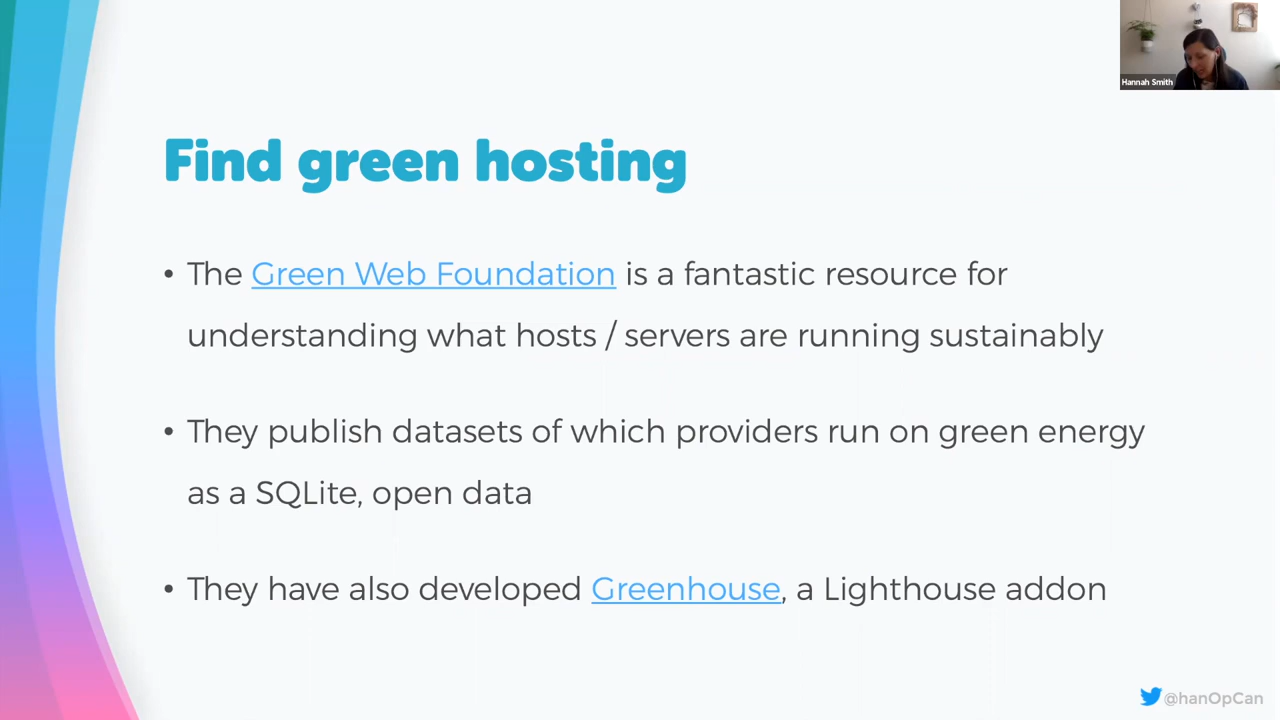 Hannah Smith
Find green hosting
• The Green Web Foundation is a fantastic resource for
understanding what hosts / servers are running sustainably
• They publish datasets of which providers run on green energy
as a SQLite, open data
• They have also developed Greenhouse, a Lighthouse addon
@hanOpCan